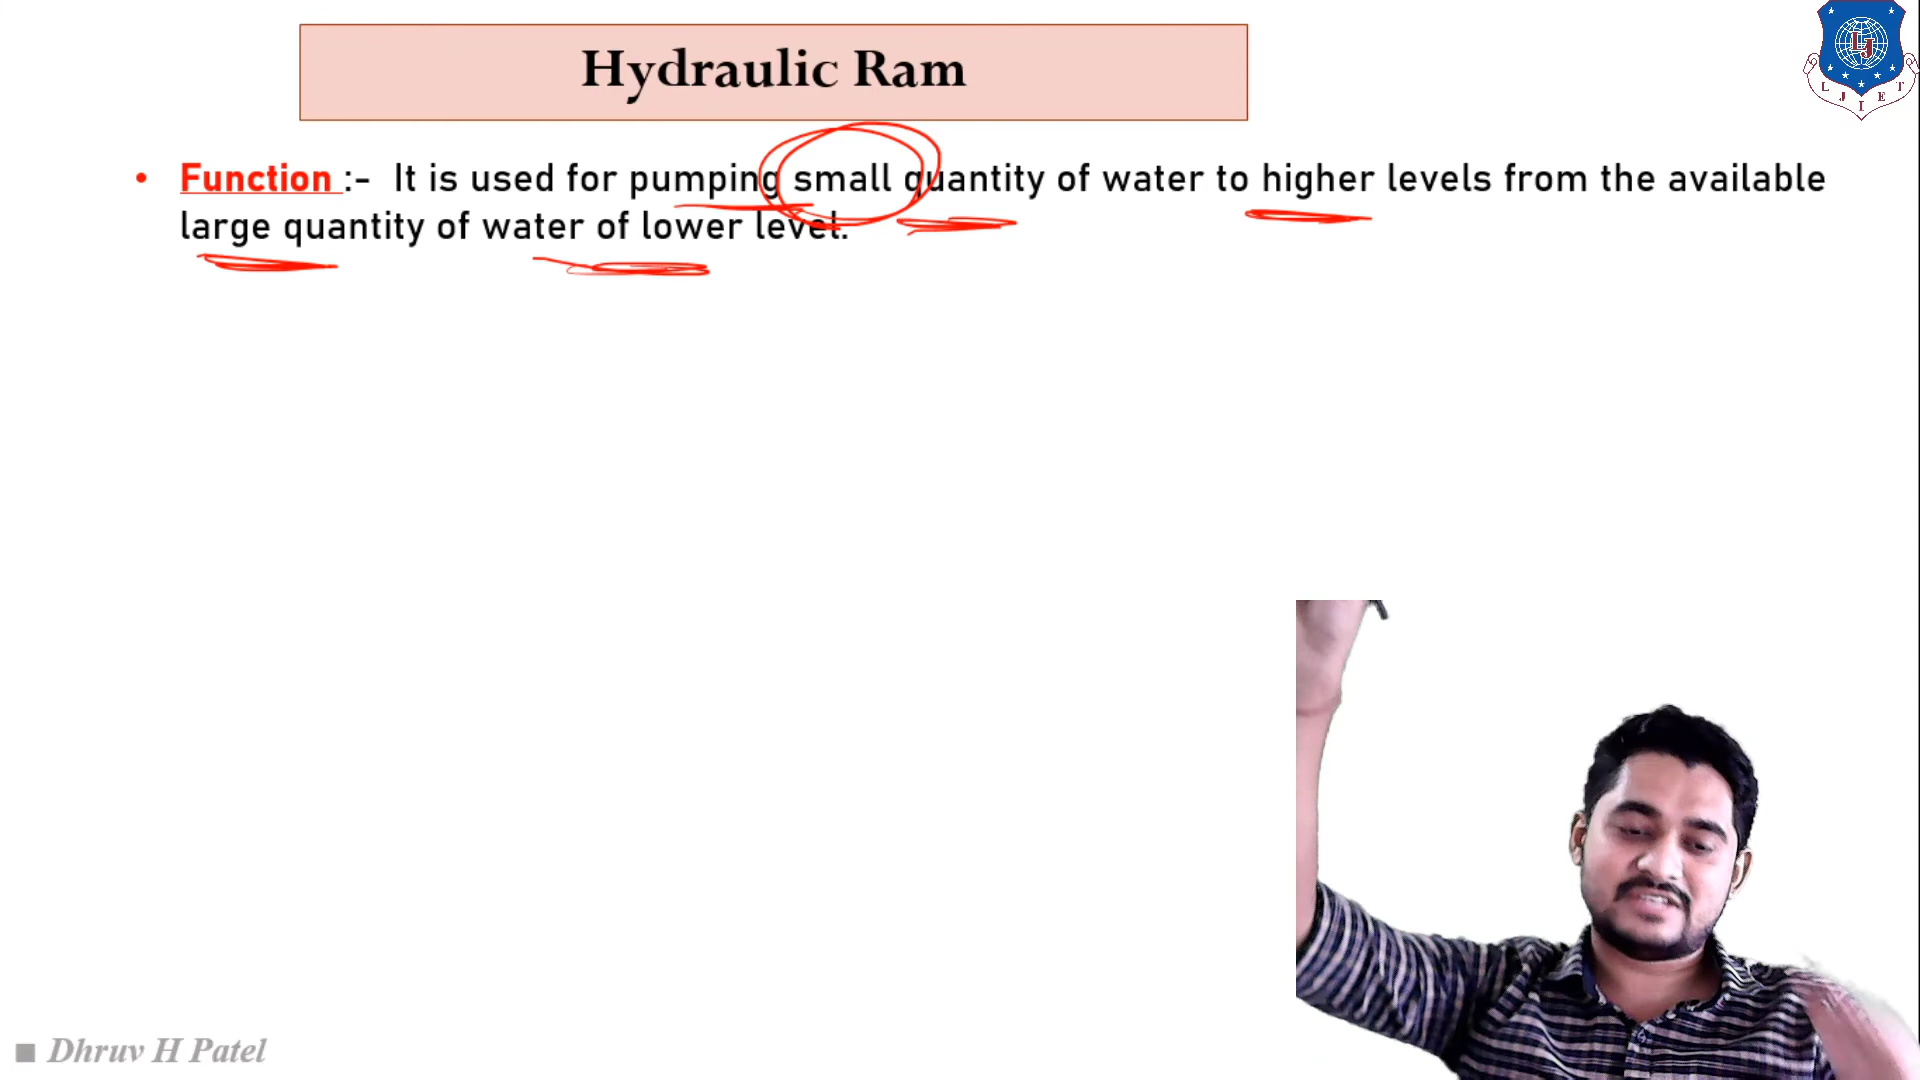 Hydraulic Ram
• Function :- It is used for pumping small quantity of water to higher levels from the available
large quantity of water of lower level.
LJ
L J I E T
Dhruv H Patel